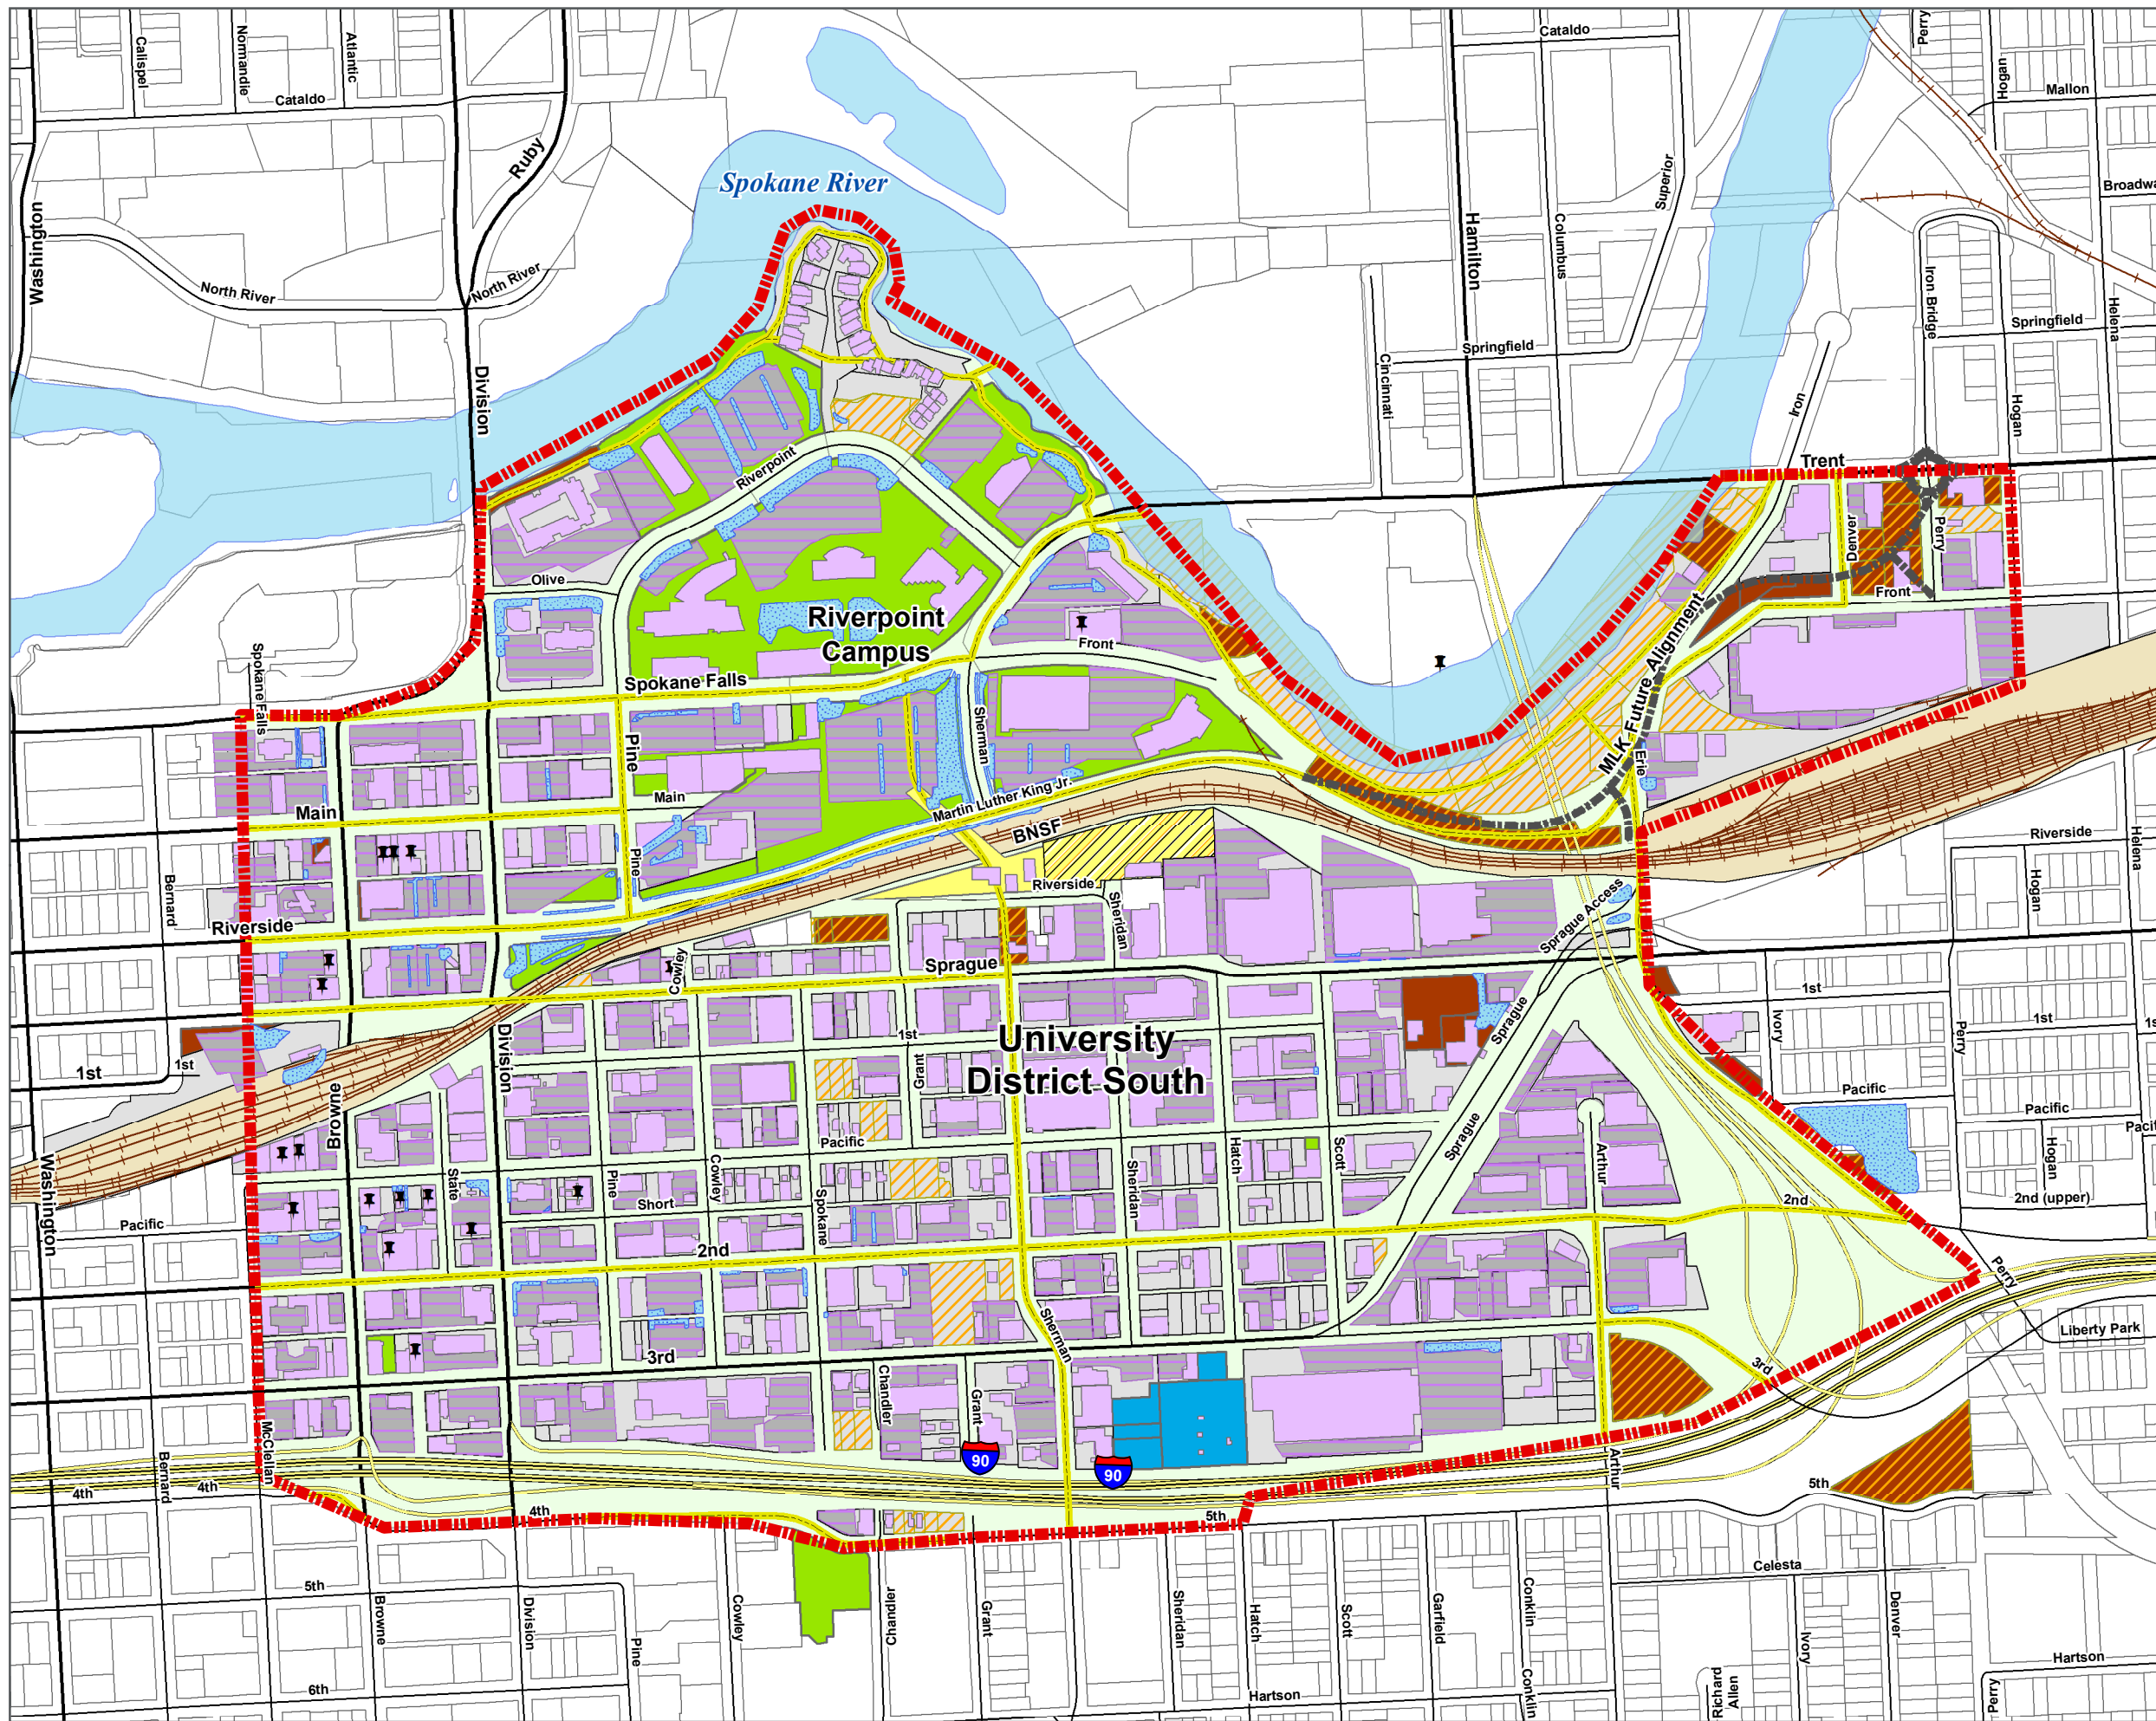 Calispel
Normandie
Atlantic
Cataldo
Perry
Cataldo
Hogan
Mallon
Ruby
Superior
Broadwa
Washington
Spokane River
Hamilton
Columbus
North River
North River
Iron Bridge
Springfield
Helena
Springfield
Cincinnati
Division
Iron
Hogan
Riverpoint
Trent
Denver
Perry
Olive
Front
Riverpoint
Campus
Front
MLK Future Alignment
Spokane Falls
Spokane Falls
Sherman
Pine
Erie
Main
Main
Martin Luther King Jr.
BNSF
Riverside
Helena
Pine
Bernard
Riverside
Sheridan
Hogan
Sprague Access
Riverside
Cowley
Sprague
1st
Sprague
Ivory
1st
1st
Perry
University
District South
Division
1st
Grant
1st
1st
Browne
Pacific
Pacific
Pacif
Pacific
Sprague
Hatch
Scott
Arthur
Hogan
Washington
State
Pine
Cowley
Spokane
Sheridan
Short
2nd
2nd (upper)
Pacific
2nd
Perry
Sherman
Liberty Park
3rd
3rd
Chandler
Grant
McClellan
90
90
Bernard
Arthur
4th
4th
4th
5th
5th
Celesta
5th
Browne
Division
Pine
Cowley
Chandler
Grant
Sheridan
Hatch
Scott
Garfield
Conklin
Denver
Ivory
Hartson
6th
Hartson
Conklin
Richard
Allen
Perry